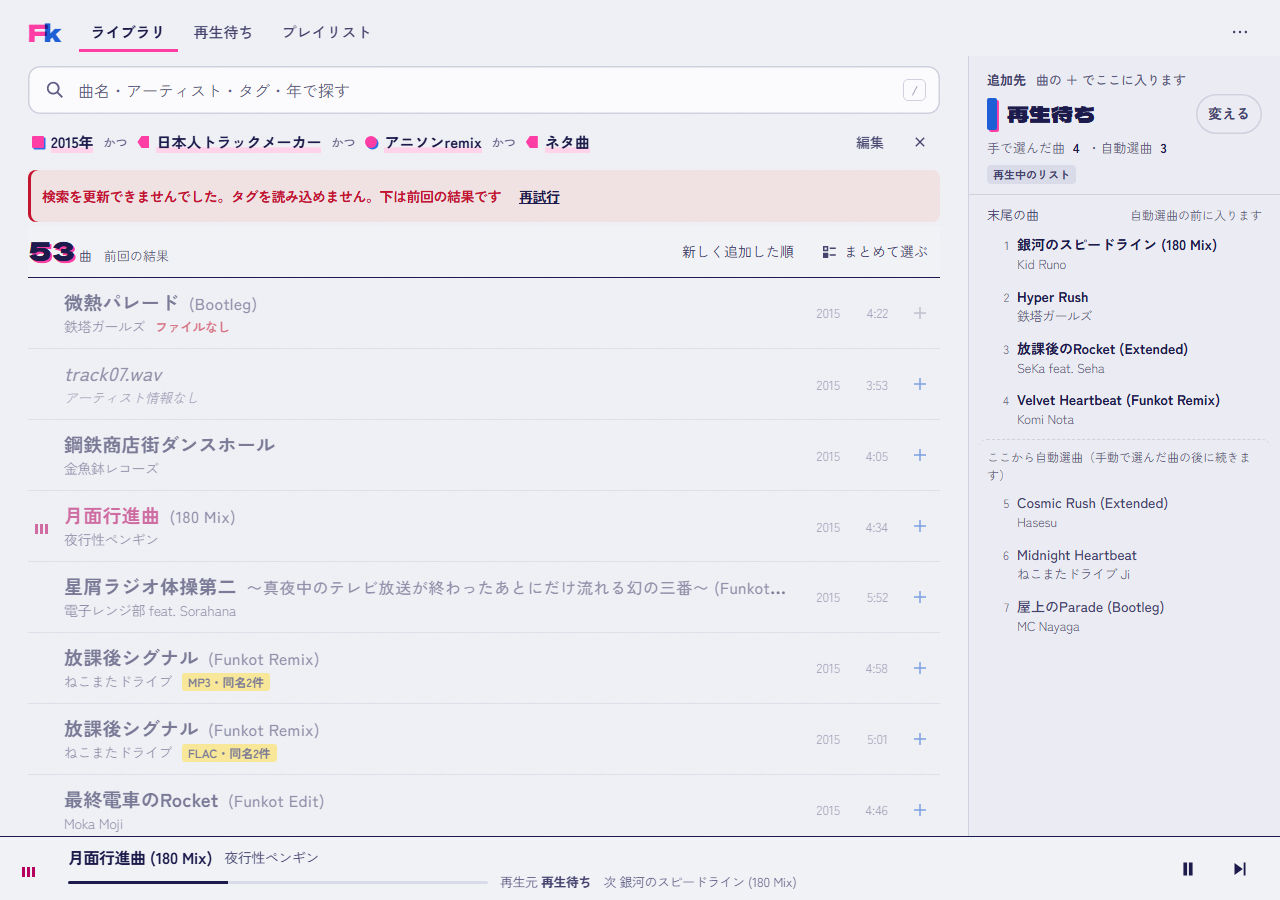 Fk ライブラリ 再生待ち プレイリスト ...
曲名・アーティスト・タグ・年で探す /
2015年 かつ 日本人トラックメーカー かつ アニソンremix かつ ネタ曲 編集 ×
検索を更新できませんでした。タグを読み込めません。下は前回の結果です 再試行
53 曲 前回の結果 新しく追加した順 まとめて選ぶ
微熱パレード (Bootleg)
鉄塔ガールズ ファイルなし
2015 4:22 +
track07.wav
アーティスト情報なし
2015 3:53 +
鋼鉄商店街ダンスホール
金魚鉢レコーズ
2015 4:05 +
月面行進曲 (180 Mix)
夜行性ペンギン
2015 4:34 +
星屑ラジオ体操第二 〜真夜中のテレビ放送が終わったあとにだけ流れる幻の三番〜 (Funkot...
電子レンジ部 feat. Sorahana
2015 5:52 +
放課後シグナル (Funkot Remix)
ねこまたドライブ MP3・同名2件
2015 4:58 +
放課後シグナル (Funkot Remix)
ねこまたドライブ FLAC・同名2件
2015 5:01 +
最終電車のRocket (Funkot Edit)
Moka Moji
2015 4:46 +
追加先 曲の + でここに入ります
再生待ち 変える
手で選んだ曲 4 ・自動選曲 3
再生中のリスト
末尾の曲 自動選曲の前に入ります
1 銀河のスピードライン (180 Mix)
Kid Runo
2 Hyper Rush
鉄塔ガールズ
3 放課後のRocket (Extended)
SeKa feat. Seha
4 Velvet Heartbeat (Funkot Remix)
Komi Nota
ここから自動選曲（手動で選んだ曲の後に続きま
す）
5 Cosmic Rush (Extended)
Hasesu
6 Midnight Heartbeat
ねこまたドライブ Ji
7 屋上のParade (Bootleg)
MC Nayaga
月面行進曲 (180 Mix) 夜行性ペンギン
再生元 再生待ち 次 銀河のスピードライン (180 Mix)